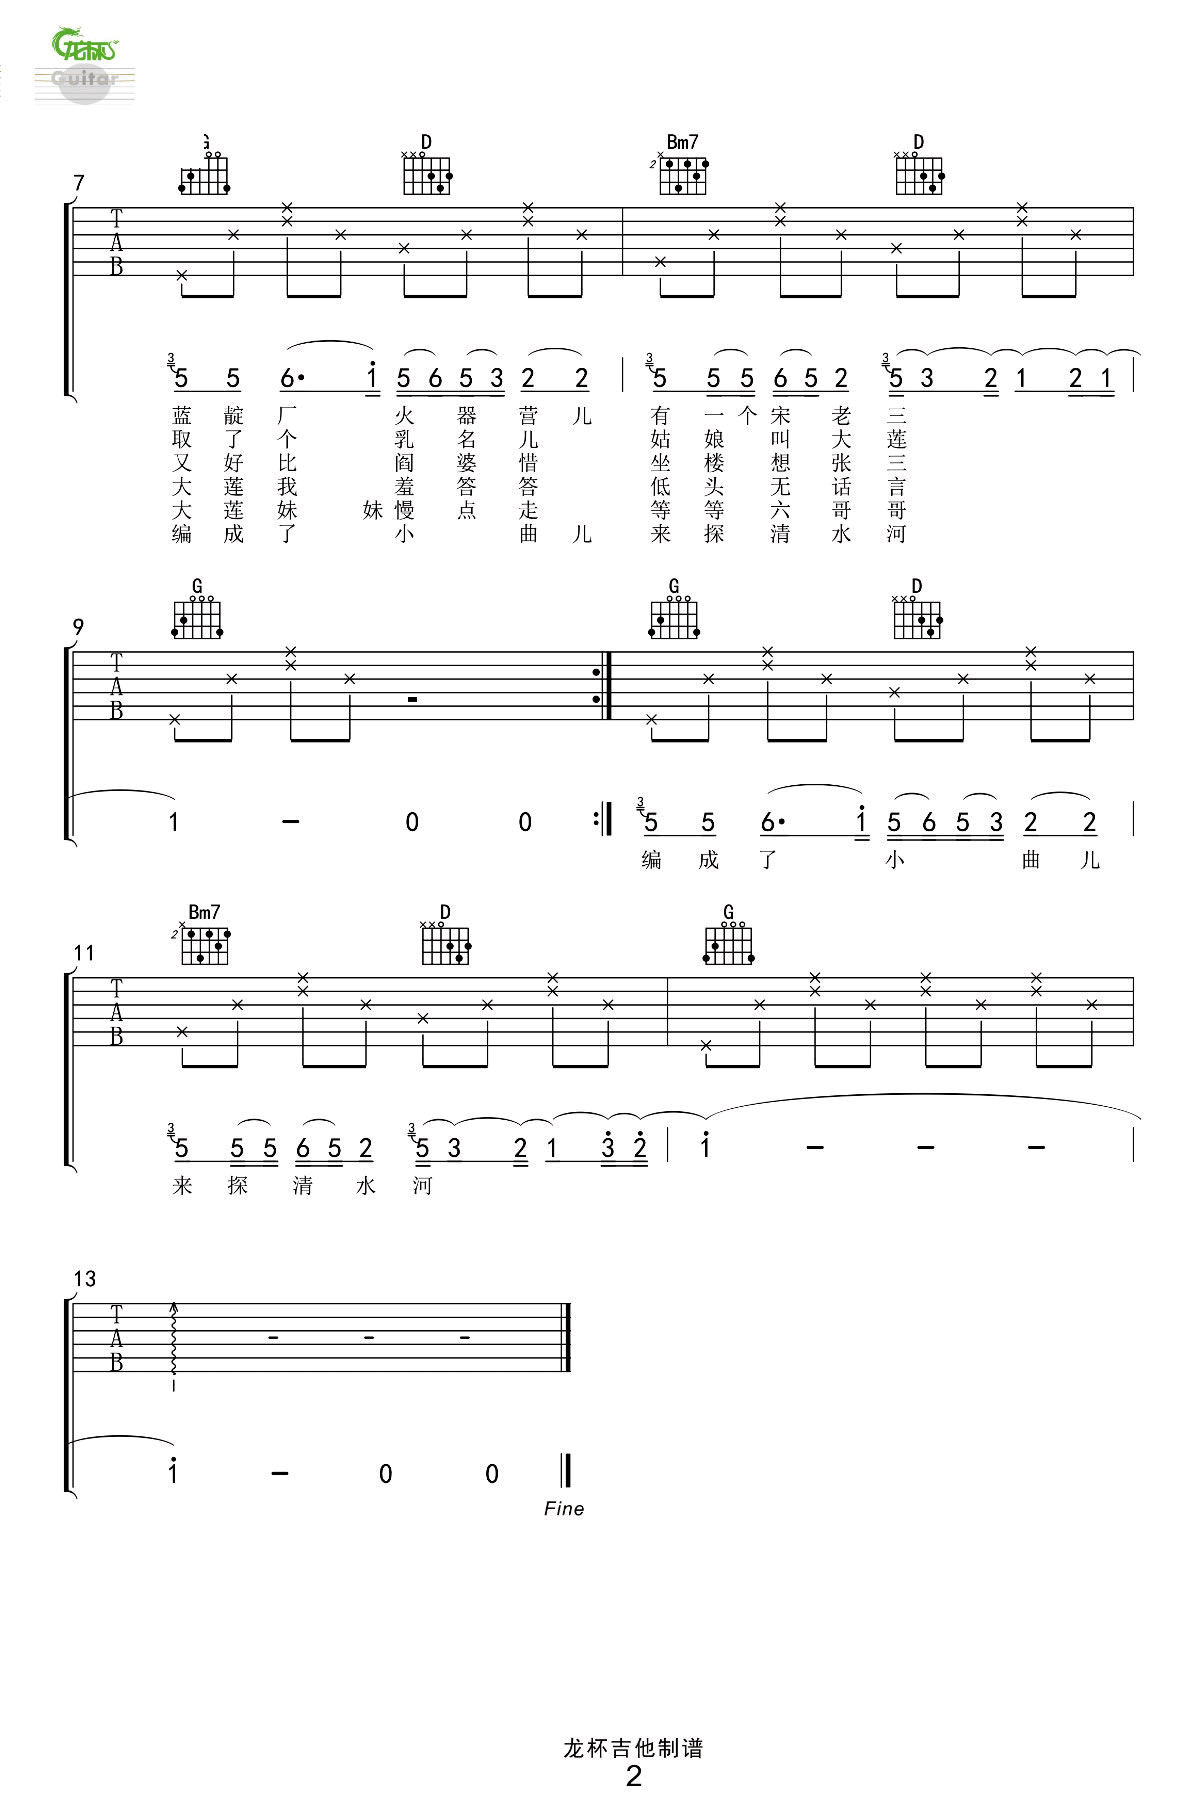 龙杯
Guitar
G D Bm7 D
2
7
T
A
B
3 5 5 6· 1 5 6 5 3 2 2 | 3 5 5 5 6 5 2 3 5 3 2 1 2 1 |
蓝 靛 厂 火 器 营 儿 有 一 个 宋 老 三
取 了 个 乳 名 儿 姑 娘 叫 大 莲
又 好 比 阎 婆 惜 坐 楼 想 张 三
大 莲 我 羞 答 答 低 头 无 话 言
大 莲 妹 妹 慢 点 走 等 等 六 哥 哥
编 成 了 小 曲 儿 来 探 清 水 河
G G D
9
T
A
B
1 – 0 0 :| 3 5 5 6· 1 5 6 5 3 2 2 |
编 成 了 小 曲 儿
Bm7 D G
2
11
T
A
B
3 5 5 5 6 5 2 3 5 3 2 1 3 2 | 1 – – – |
来 探 清 水 河
13
T
A
B
1 – 0 0
Fine
龙杯吉他制谱
2